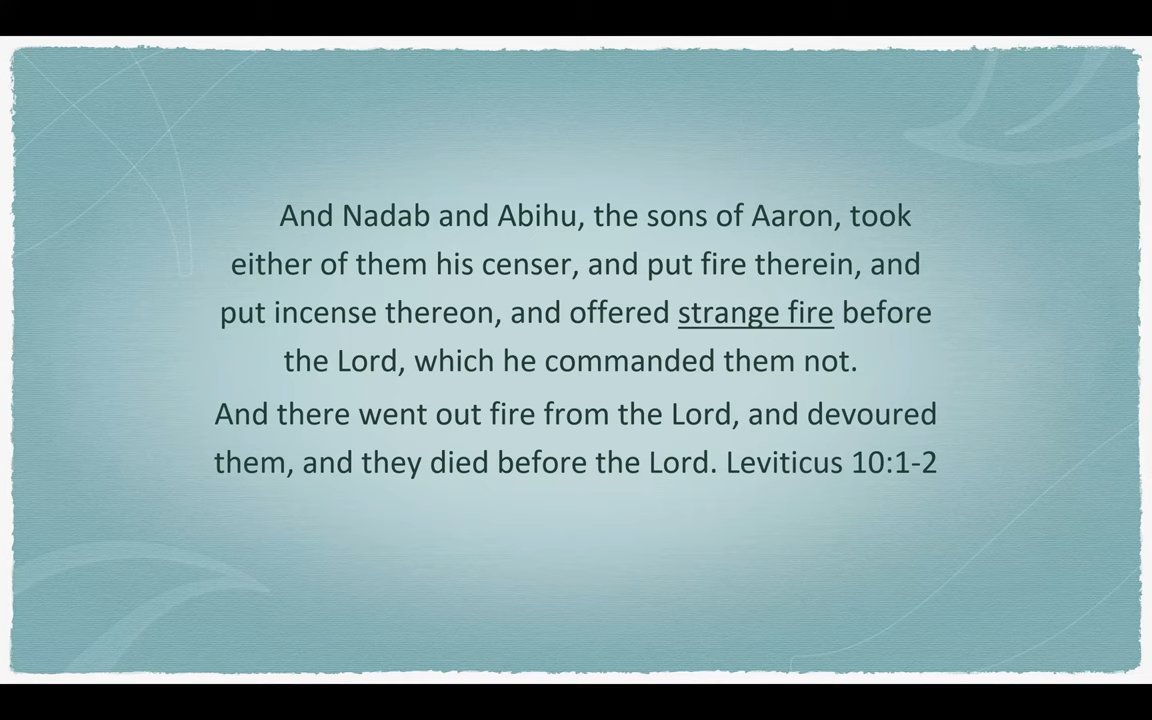 And Nadab and Abihu, the sons of Aaron, took
either of them his censer, and put fire therein, and
put incense thereon, and offered strange fire before
the Lord, which he commanded them not.
And there went out fire from the Lord, and devoured
them, and they died before the Lord. Leviticus 10:1-2